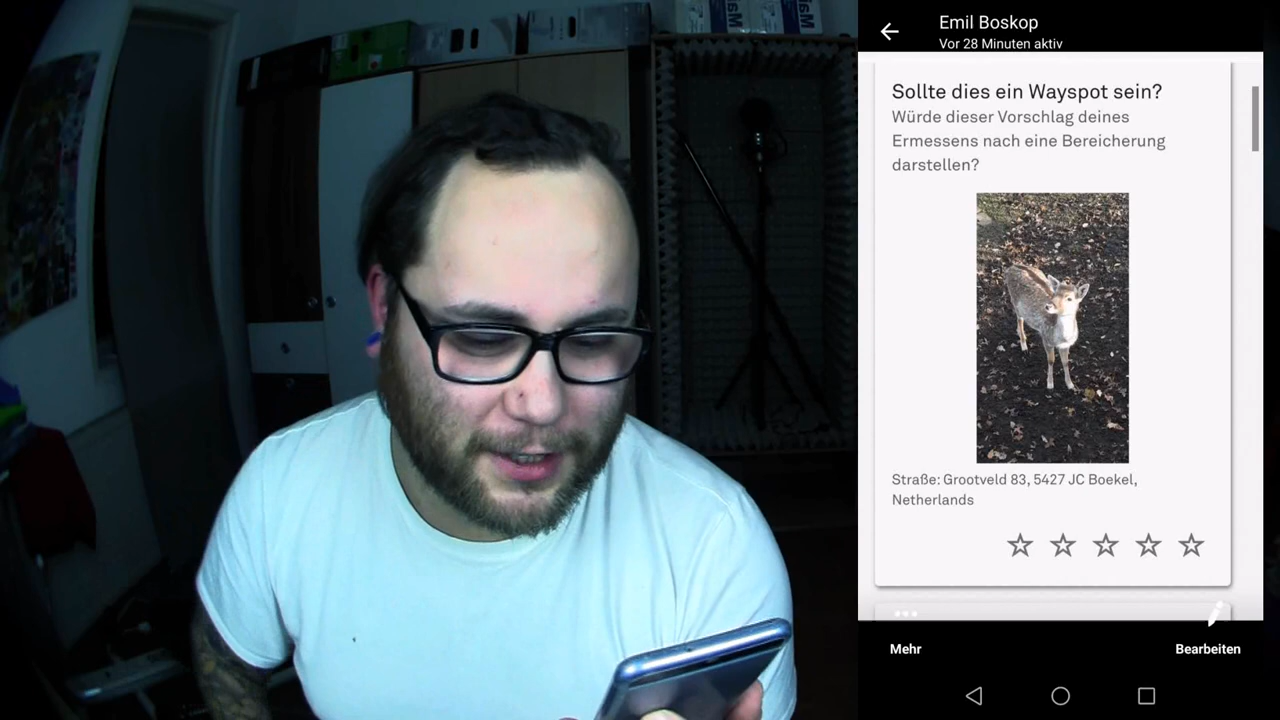 Emil Boskop
Vor 28 Minuten aktiv
Sollte dies ein Wayspot sein?
Würde dieser Vorschlag deines
Ermessens nach eine Bereicherung
darstellen?
Straße: Grootveld 83, 5427 JC Boekel,
Netherlands
Mehr
Bearbeiten